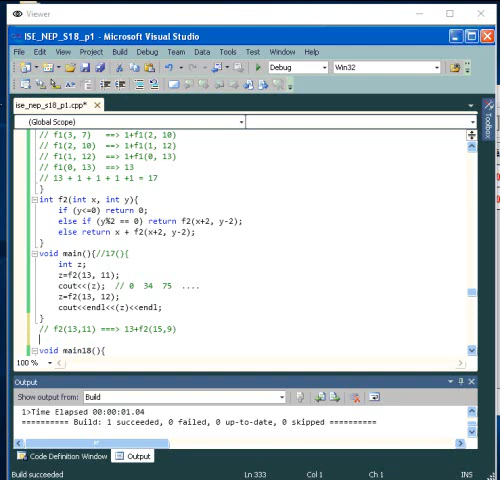 Viewer
ISE_NEP_S18_p1 - Microsoft Visual Studio
File Edit View Project Build Debug Team Data Tools Test Window Help
Debug Win32
ise_nep_s18_p1.cpp*
Toolbox
(Global Scope)
// f1(3, 7) ==> 1+f1(2, 10)
// f1(2, 10) ==> 1+f1(1, 12)
// f1(1, 12) ==> 1+f1(0, 13)
// f1(0, 13) ==> 13
// 13 + 1 + 1 + 1 +1 = 17
}
int f2(int x, int y){
if (y<=0) return 0;
else if (y%2 == 0) return f2(x+2, y-2);
else return x + f2(x+2, y-2);
}
void main(){//17(){
int z;
z=f2(13, 11);
cout<<(z); // 0 34 75 ....
z=f2(13, 12);
cout<<endl<<(z)<<endl;
}
// f2(13,11) ===> 13+f2(15,9)
void main18(){
100 %
Output
Show output from: Build
1>Time Elapsed 00:00:01.04
========== Build: 1 succeeded, 0 failed, 0 up-to-date, 0 skipped ==========
Code Definition Window Output
Build succeeded Ln 333 Col 1 Ch 1 INS